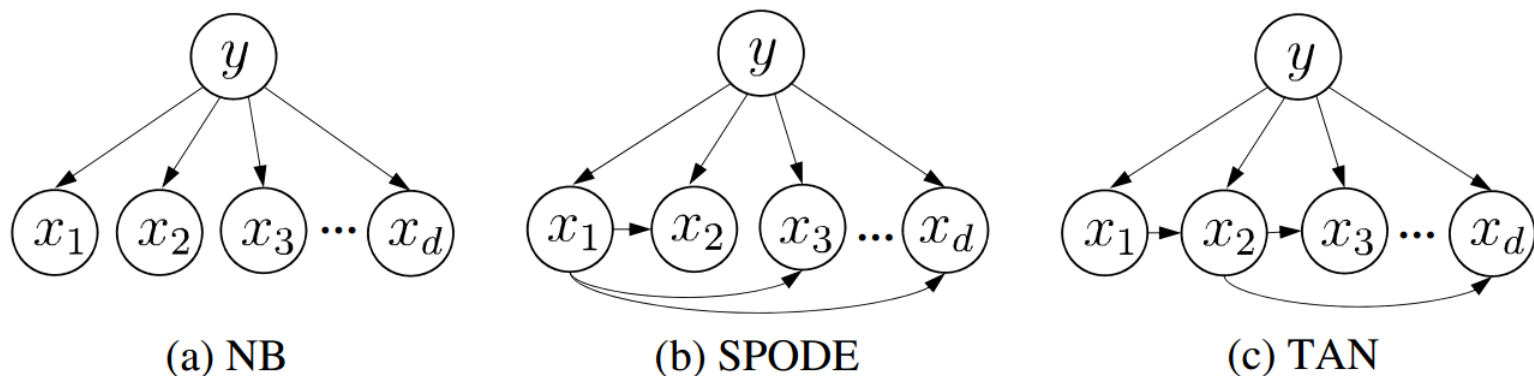 y y y
x1 x2 x3 ... xd x1 x2 x3 ... xd x1 x2 x3 ... xd
(a) NB (b) SPODE (c) TAN